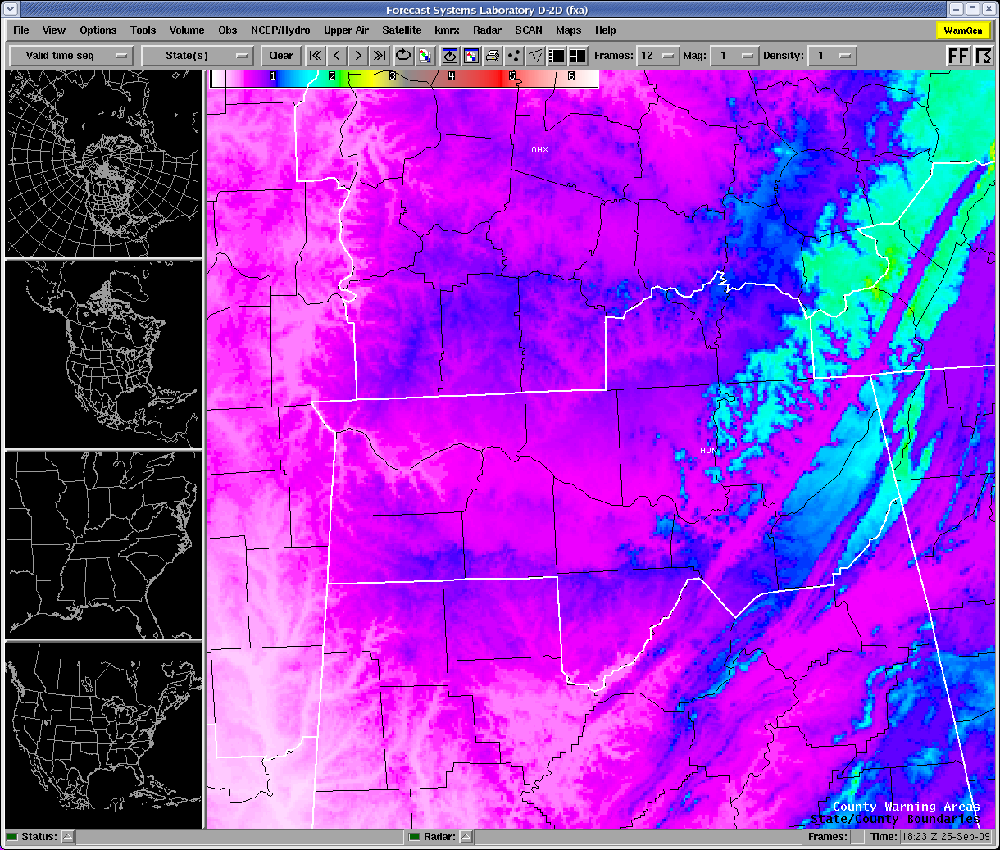 Forecast Systems Laboratory D-2D (fxa)
File View Options Tools Volume Obs NCEP/Hydro Upper Air Satellite kmrx Radar SCAN Maps Help WarnGen
Valid time seq State(s) Clear Frames: 12 Mag: 1 Density: 1 FF
1 2 3 4 5 6
OHX
HUN
County Warning Areas
State/County Boundaries
Status: Radar: Frames: 1 Time: 18:23 Z 25-Sep-09